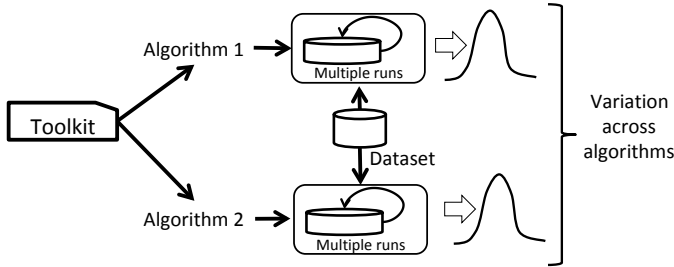 Algorithm 1
Multiple runs
Toolkit
Dataset
Variation
across
algorithms
Algorithm 2
Multiple runs